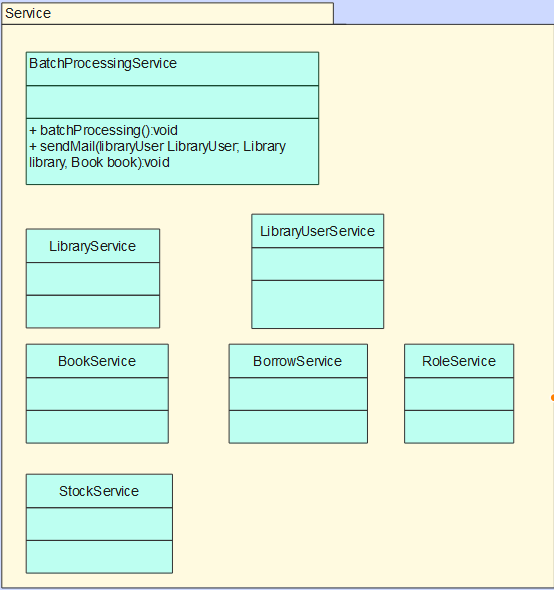 Service
BatchProcessingService
+ batchProcessing():void
+ sendMail(libraryUser LibraryUser; Library
library, Book book):void
LibraryService
LibraryUserService
BookService
BorrowService
RoleService
StockService